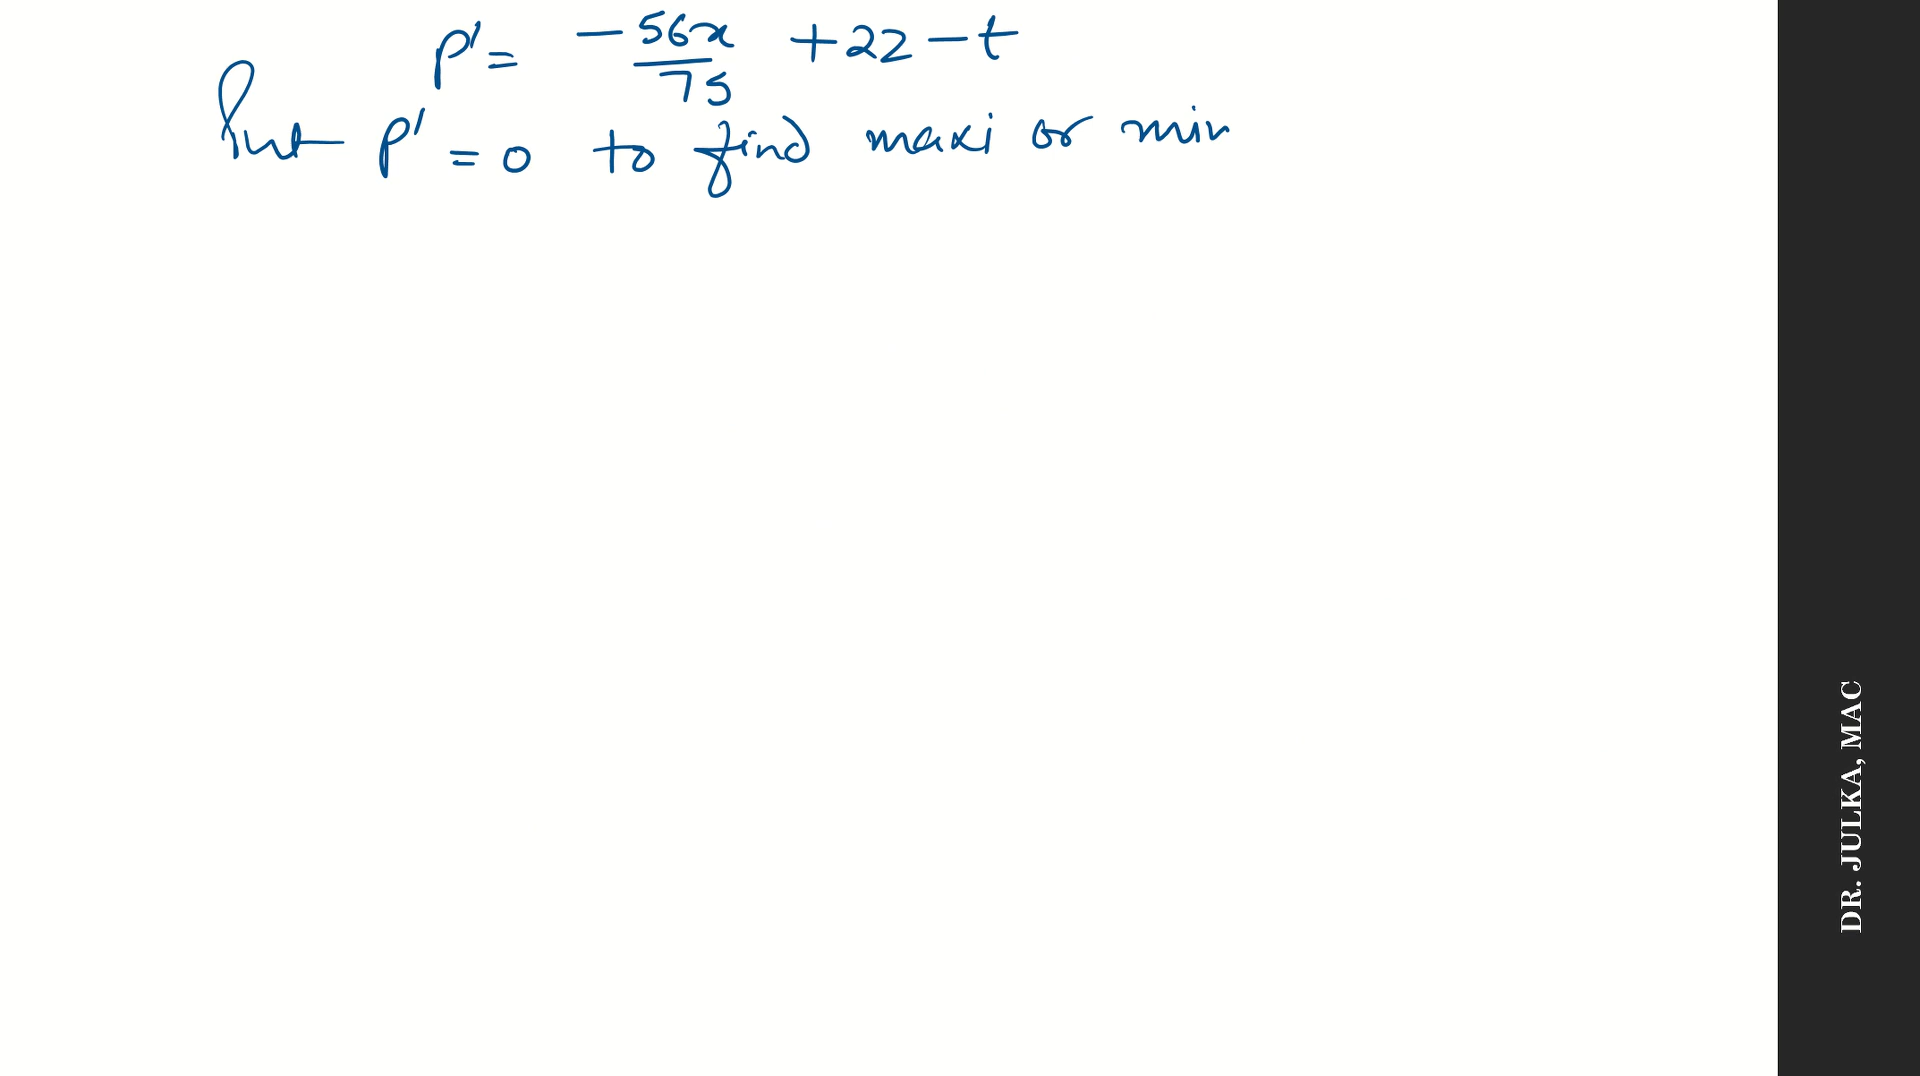 P' = -56x/75 + 22 - t
Put P' = 0 to find maxi or min
DR. JULKA, MAC